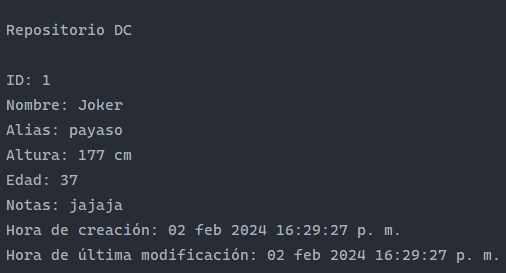 Repositorio DC
ID: 1
Nombre: Joker
Alias: payaso
Altura: 177 cm
Edad: 37
Notas: jajaja
Hora de creación: 02 feb 2024 16:29:27 p. m.
Hora de última modificación: 02 feb 2024 16:29:27 p. m.